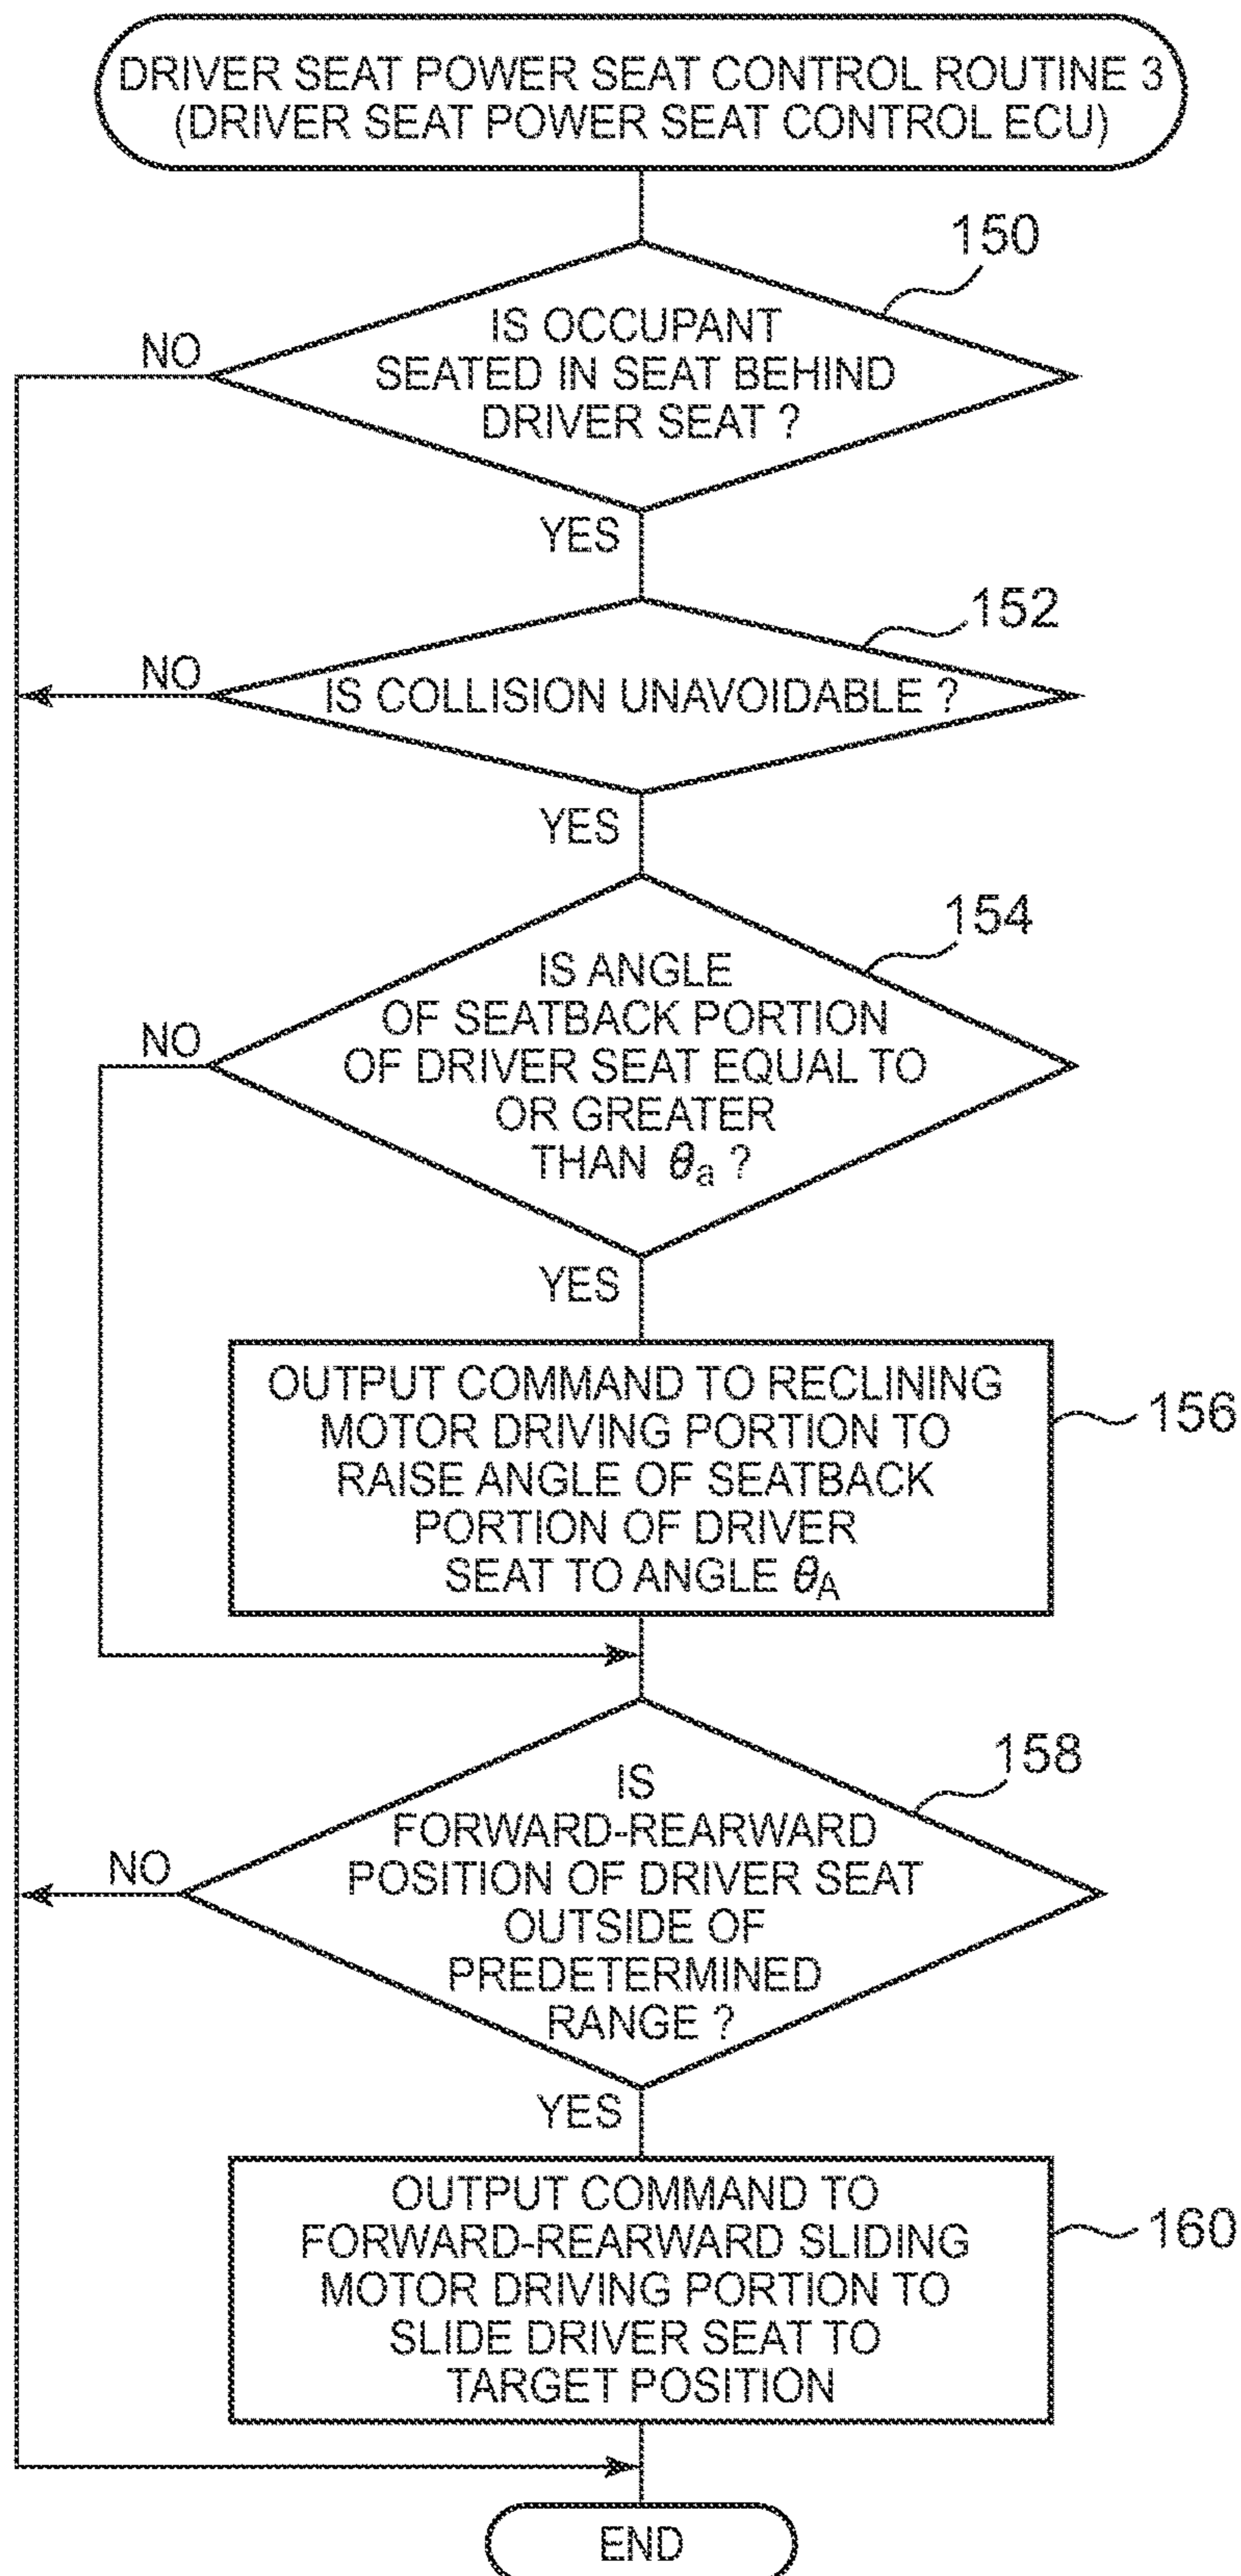 DRIVER SEAT POWER SEAT CONTROL ROUTINE 3
(DRIVER SEAT POWER SEAT CONTROL ECU)
150
IS OCCUPANT
SEATED IN SEAT BEHIND
DRIVER SEAT ?
NO
YES
152
IS COLLISION UNAVOIDABLE ?
NO
YES
154
IS ANGLE
OF SEATBACK PORTION
OF DRIVER SEAT EQUAL TO
OR GREATER
THAN θa ?
NO
YES
OUTPUT COMMAND TO RECLINING
MOTOR DRIVING PORTION TO
RAISE ANGLE OF SEATBACK
PORTION OF DRIVER
SEAT TO ANGLE θA
156
158
IS
FORWARD-REARWARD
POSITION OF DRIVER SEAT
OUTSIDE OF
PREDETERMINED
RANGE ?
NO
YES
OUTPUT COMMAND TO
FORWARD-REARWARD SLIDING
MOTOR DRIVING PORTION TO
SLIDE DRIVER SEAT TO
TARGET POSITION
160
END